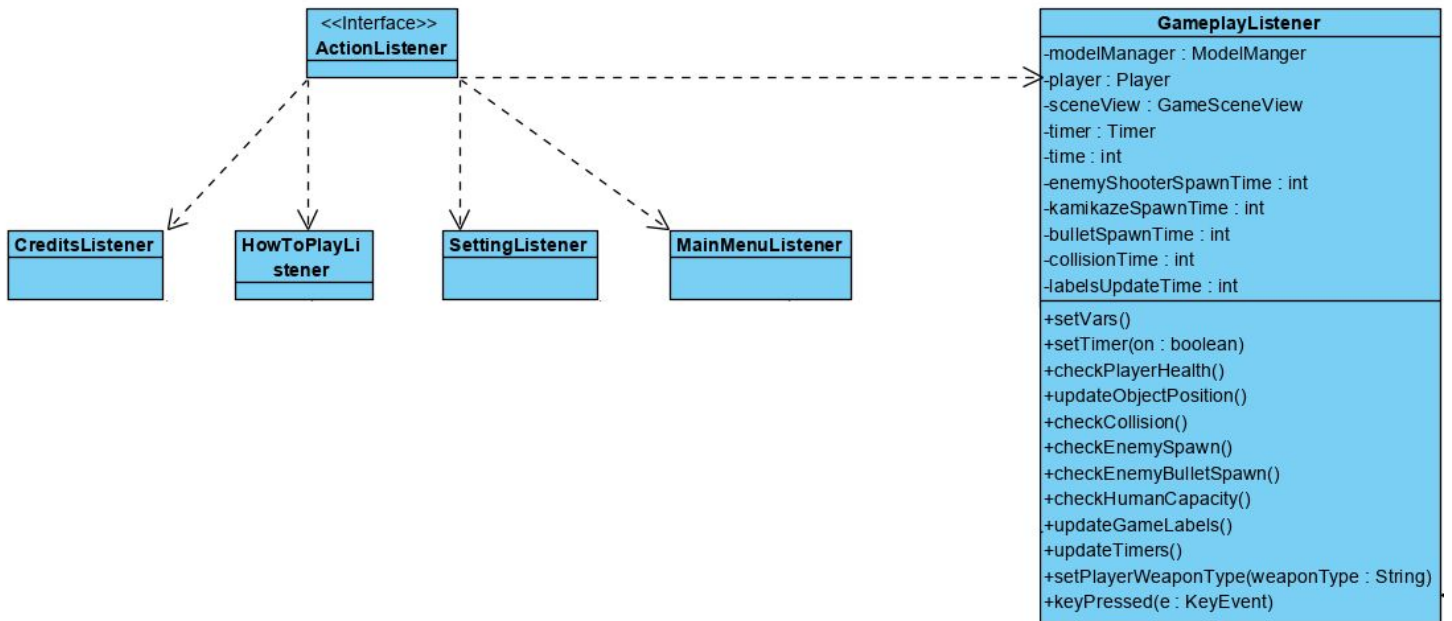 <<Interface>>
ActionListener
CreditsListener
HowToPlayLi
stener
SettingListener
MainMenuListener
GameplayListener
-modelManager : ModelManger
-player : Player
-sceneView : GameSceneView
-timer : Timer
-time : int
-enemyShooterSpawnTime : int
-kamikazeSpawnTime : int
-bulletSpawnTime : int
-collisionTime : int
-labelsUpdateTime : int
+setVars()
+setTimer(on : boolean)
+checkPlayerHealth()
+updateObjectPosition()
+checkCollision()
+checkEnemySpawn()
+checkEnemyBulletSpawn()
+checkHumanCapacity()
+updateGameLabels()
+updateTimers()
+setPlayerWeaponType(weaponType : String)
+keyPressed(e : KeyEvent)